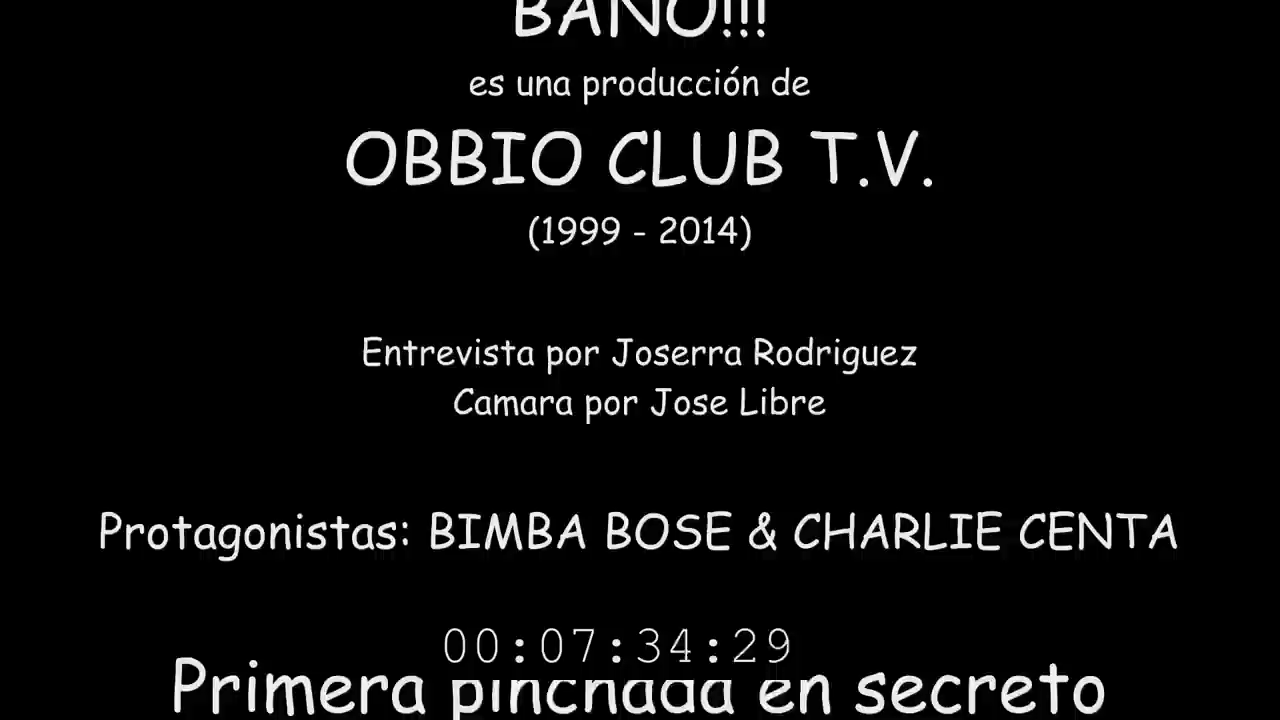 BAÑO!!!
es una producción de
OBBIO CLUB T.V.
(1999 - 2014)
Entrevista por Joserra Rodriguez
Camara por Jose Libre
Protagonistas: BIMBA BOSE & CHARLIE CENTA
00:07:34:29
Primera pinchada en secreto